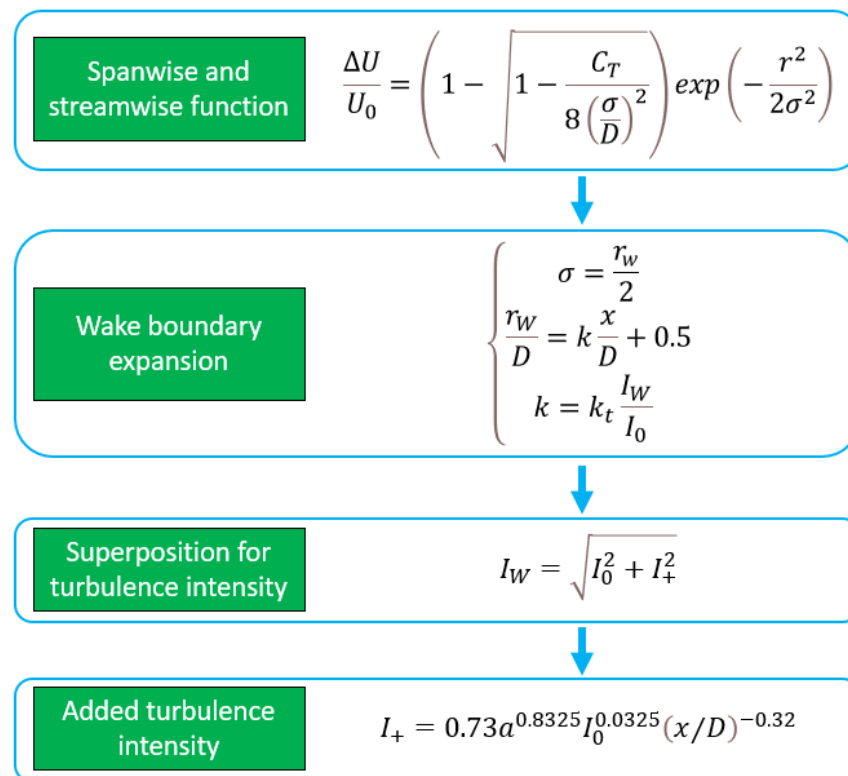 Spanwise and
streamwise function
ΔU/U₀ = (1 − √(1 − C_T/(8(σ/D)²))) exp(−r²/(2σ²))
Wake boundary
expansion
σ = r_w/2
r_W/D = k x/D + 0.5
k = k_t I_W/I₀
Superposition for
turbulence intensity
I_W = √(I₀² + I₊²)
Added turbulence
intensity
I₊ = 0.73a^0.8325 I₀^0.0325 (x/D)^−0.32